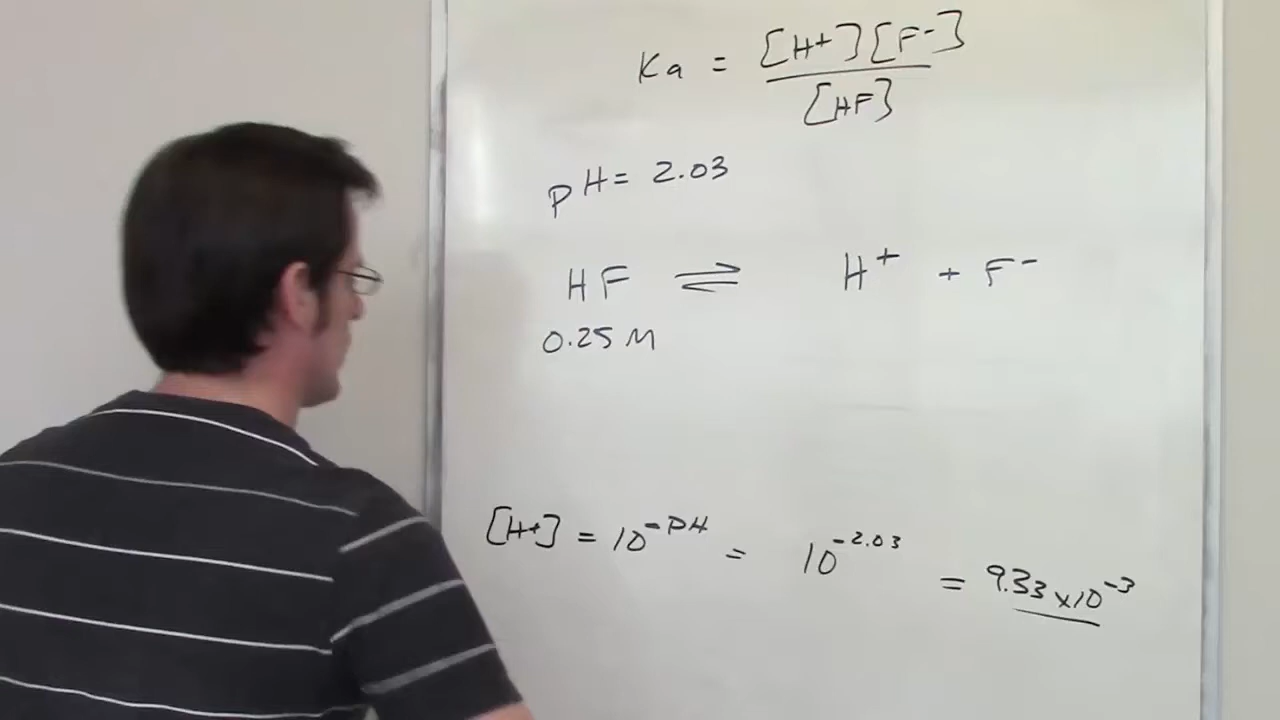 Ka = [H+][F-] / [HF]
pH = 2.03
HF ⇌ H+ + F-
0.25 M
[H+] = 10^-pH = 10^-2.03 = 9.33 x 10^-3